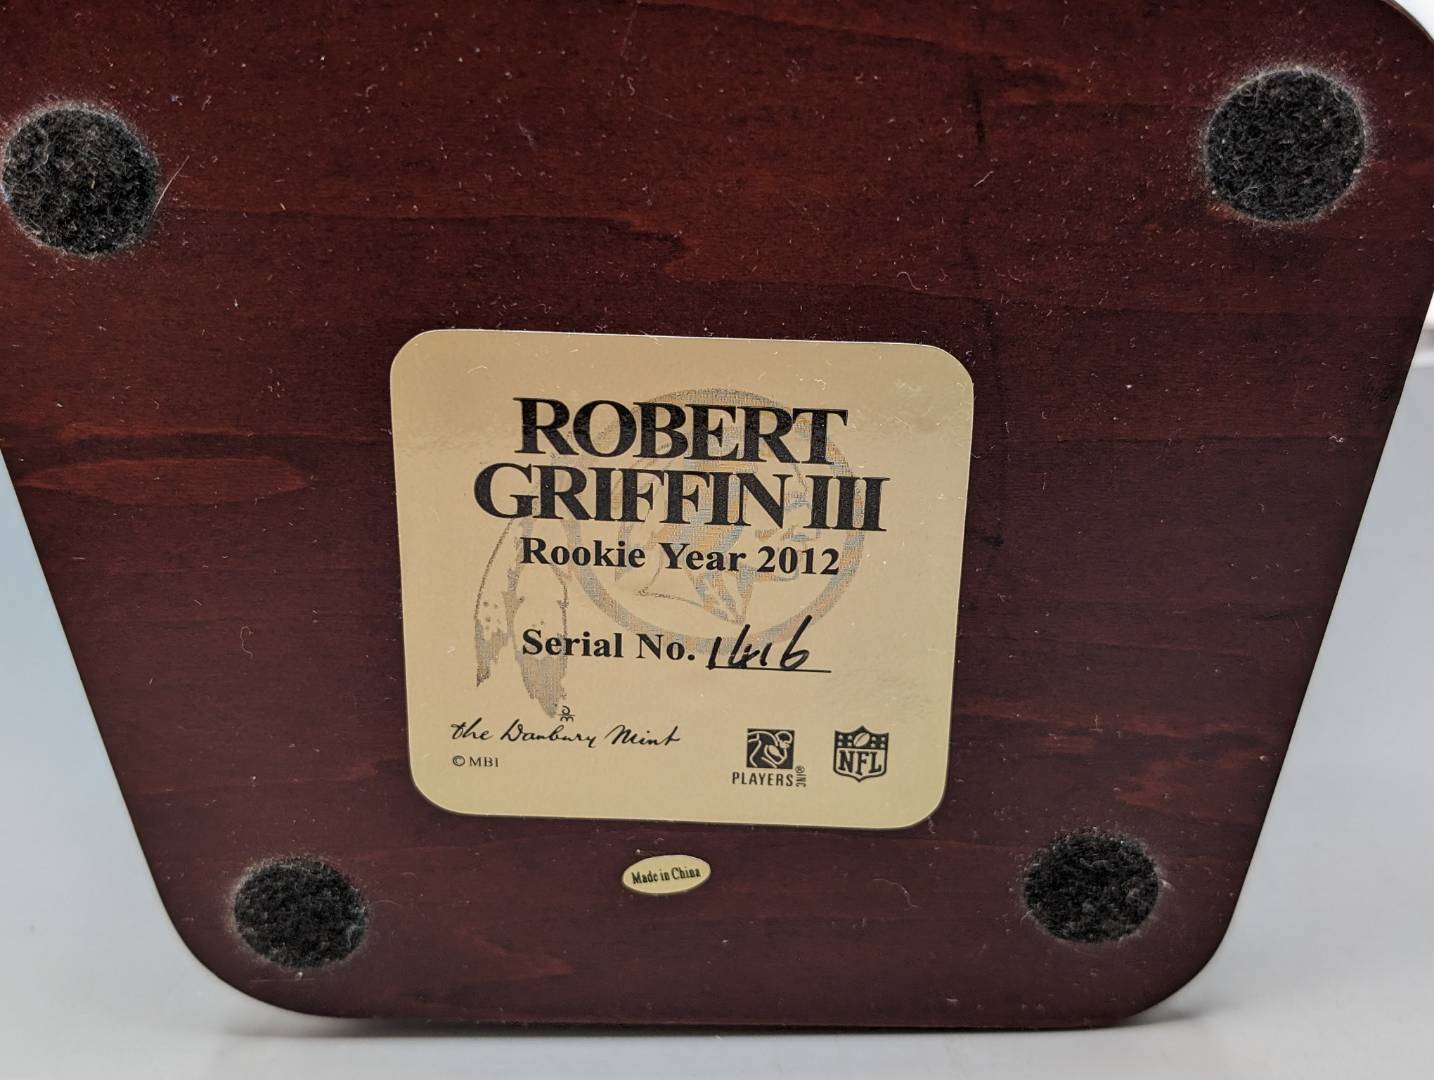 ROBERT
GRIFFIN III
Rookie Year 2012
Serial No. 1416
the Danbury Mint
© MBI
PLAYERS INC®
NFL
Made in China